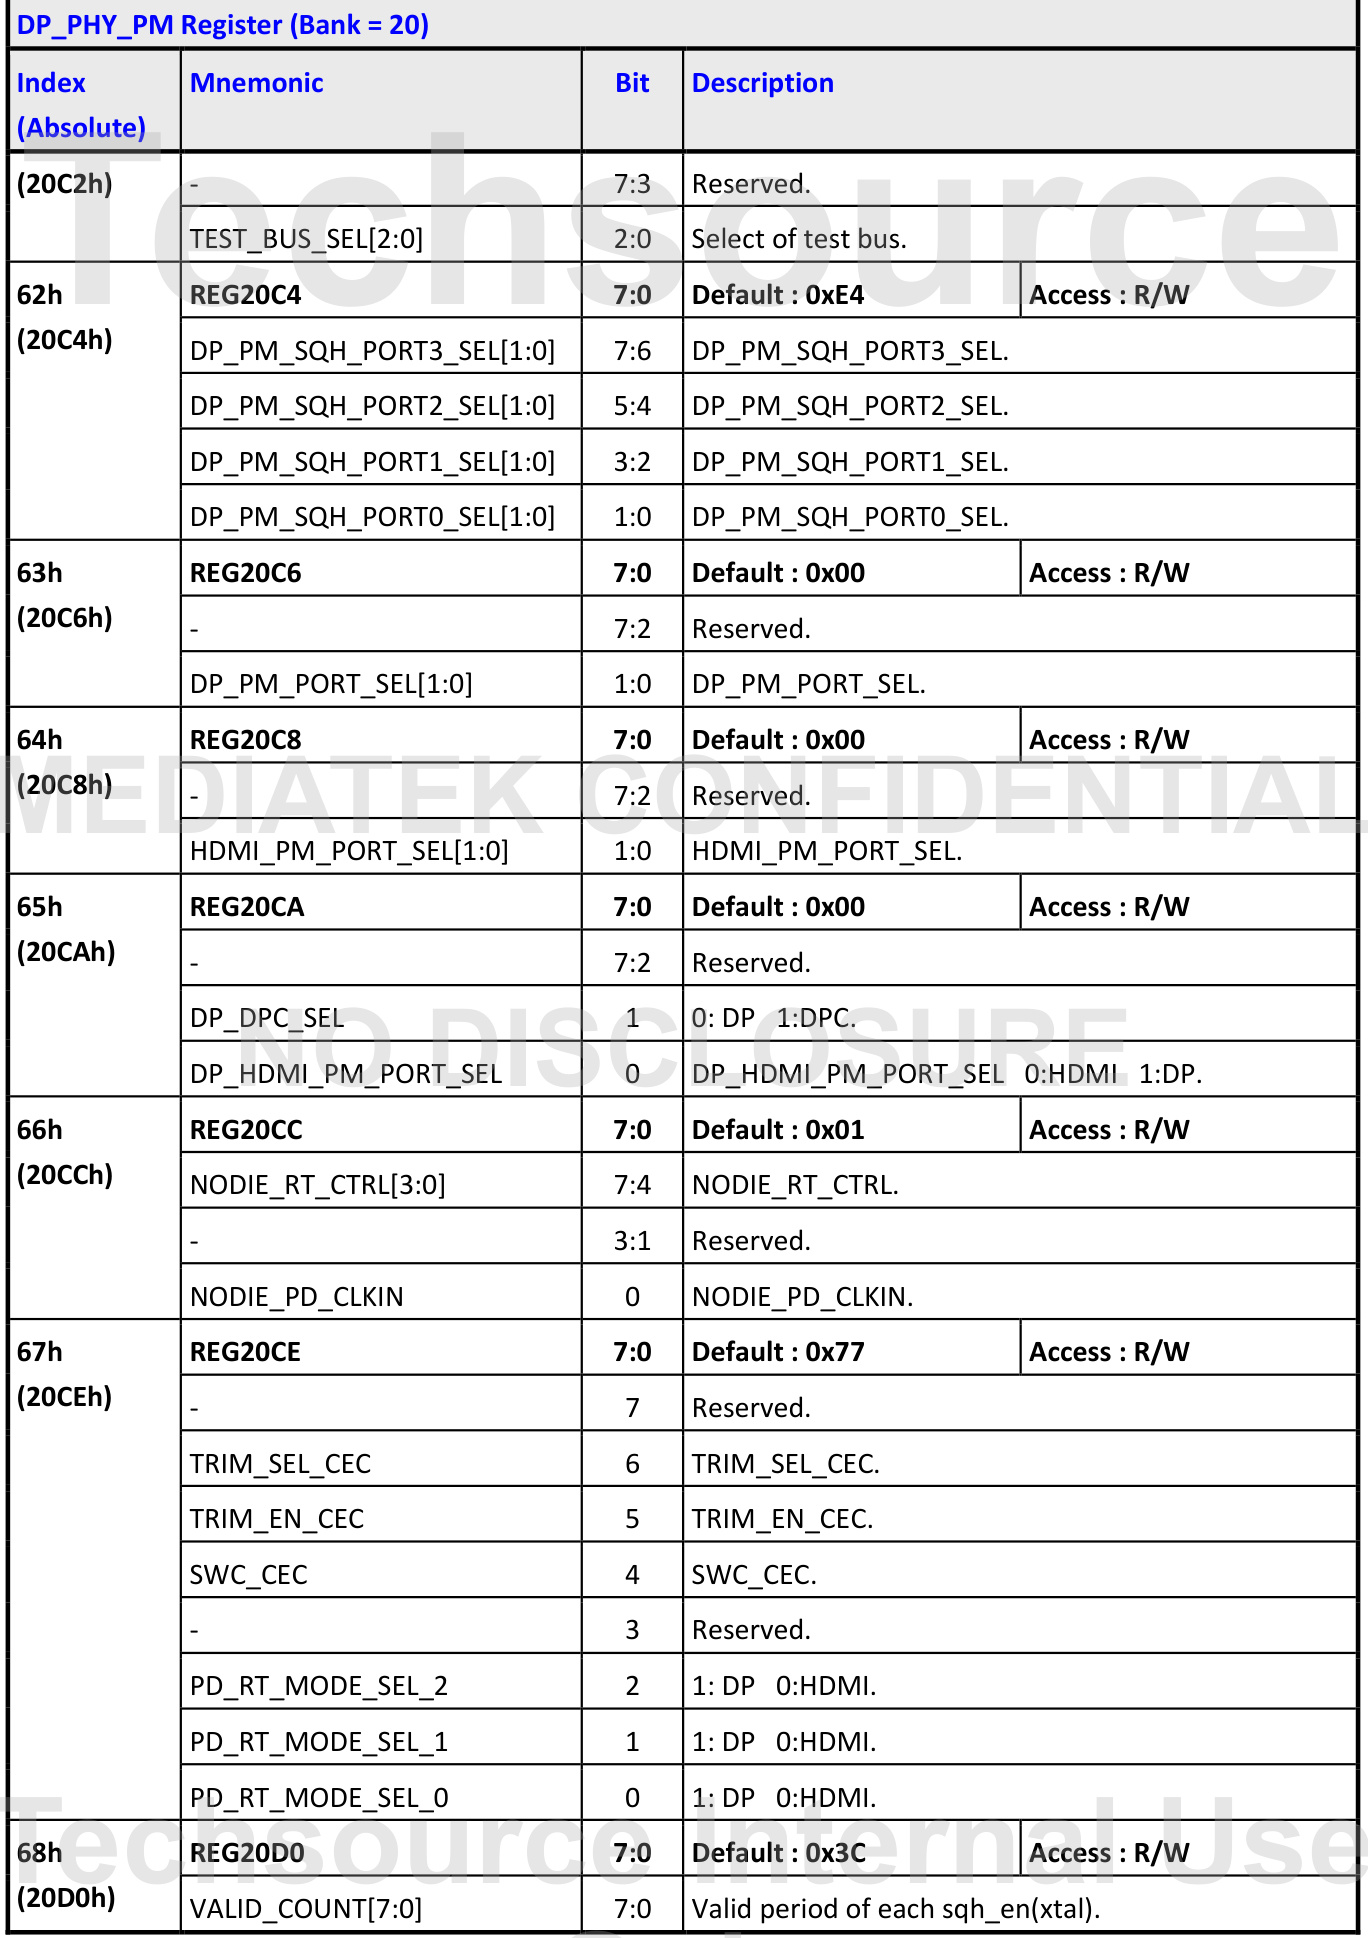 DP_PHY_PM Register (Bank = 20)
Index (Absolute) Mnemonic Bit Description
(20C2h) - 7:3 Reserved.
TEST_BUS_SEL[2:0] 2:0 Select of test bus.
Techsource
62h (20C4h) REG20C4 7:0 Default : 0xE4 Access : R/W
DP_PM_SQH_PORT3_SEL[1:0] 7:6 DP_PM_SQH_PORT3_SEL.
DP_PM_SQH_PORT2_SEL[1:0] 5:4 DP_PM_SQH_PORT2_SEL.
DP_PM_SQH_PORT1_SEL[1:0] 3:2 DP_PM_SQH_PORT1_SEL.
DP_PM_SQH_PORT0_SEL[1:0] 1:0 DP_PM_SQH_PORT0_SEL.
63h (20C6h) REG20C6 7:0 Default : 0x00 Access : R/W
- 7:2 Reserved.
DP_PM_PORT_SEL[1:0] 1:0 DP_PM_PORT_SEL.
64h (20C8h) REG20C8 7:0 Default : 0x00 Access : R/W
- 7:2 Reserved.
MEDIATEK CONFIDENTIAL
HDMI_PM_PORT_SEL[1:0] 1:0 HDMI_PM_PORT_SEL.
65h (20CAh) REG20CA 7:0 Default : 0x00 Access : R/W
- 7:2 Reserved.
DP_DPC_SEL 1 0: DP 1:DPC.
NO DISCLOSURE
DP_HDMI_PM_PORT_SEL 0 DP_HDMI_PM_PORT_SEL 0:HDMI 1:DP.
66h (20CCh) REG20CC 7:0 Default : 0x01 Access : R/W
NODIE_RT_CTRL[3:0] 7:4 NODIE_RT_CTRL.
- 3:1 Reserved.
NODIE_PD_CLKIN 0 NODIE_PD_CLKIN.
67h (20CEh) REG20CE 7:0 Default : 0x77 Access : R/W
- 7 Reserved.
TRIM_SEL_CEC 6 TRIM_SEL_CEC.
TRIM_EN_CEC 5 TRIM_EN_CEC.
SWC_CEC 4 SWC_CEC.
- 3 Reserved.
PD_RT_MODE_SEL_2 2 1: DP 0:HDMI.
PD_RT_MODE_SEL_1 1 1: DP 0:HDMI.
PD_RT_MODE_SEL_0 0 1: DP 0:HDMI.
Techsource Internal Use
68h (20D0h) REG20D0 7:0 Default : 0x3C Access : R/W
VALID_COUNT[7:0] 7:0 Valid period of each sqh_en(xtal).